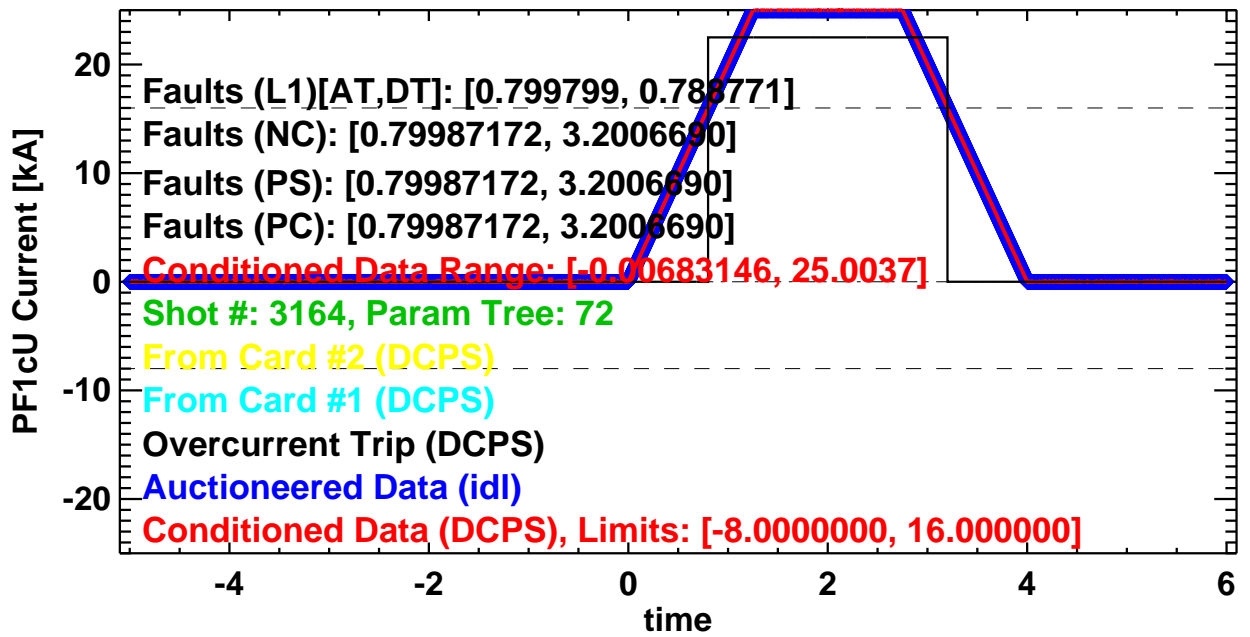 20
Faults (L1)[AT,DT]: [0.799799, 0.788771]
Faults (NC): [0.79987172, 3.2006690]
10
Faults (PS): [0.79987172, 3.2006690]
Faults (PC): [0.79987172, 3.2006690]
Conditioned Data Range: [-0.00683146, 25.0037]
0
Shot #: 3164, Param Tree: 72
From Card #2 (DCPS)
-10
From Card #1 (DCPS)
Overcurrent Trip (DCPS)
Auctioneered Data (idl)
-20
Conditioned Data (DCPS), Limits: [-8.0000000, 16.000000]
PF1cU Current [kA]
-4 -2 0 2 4 6
time